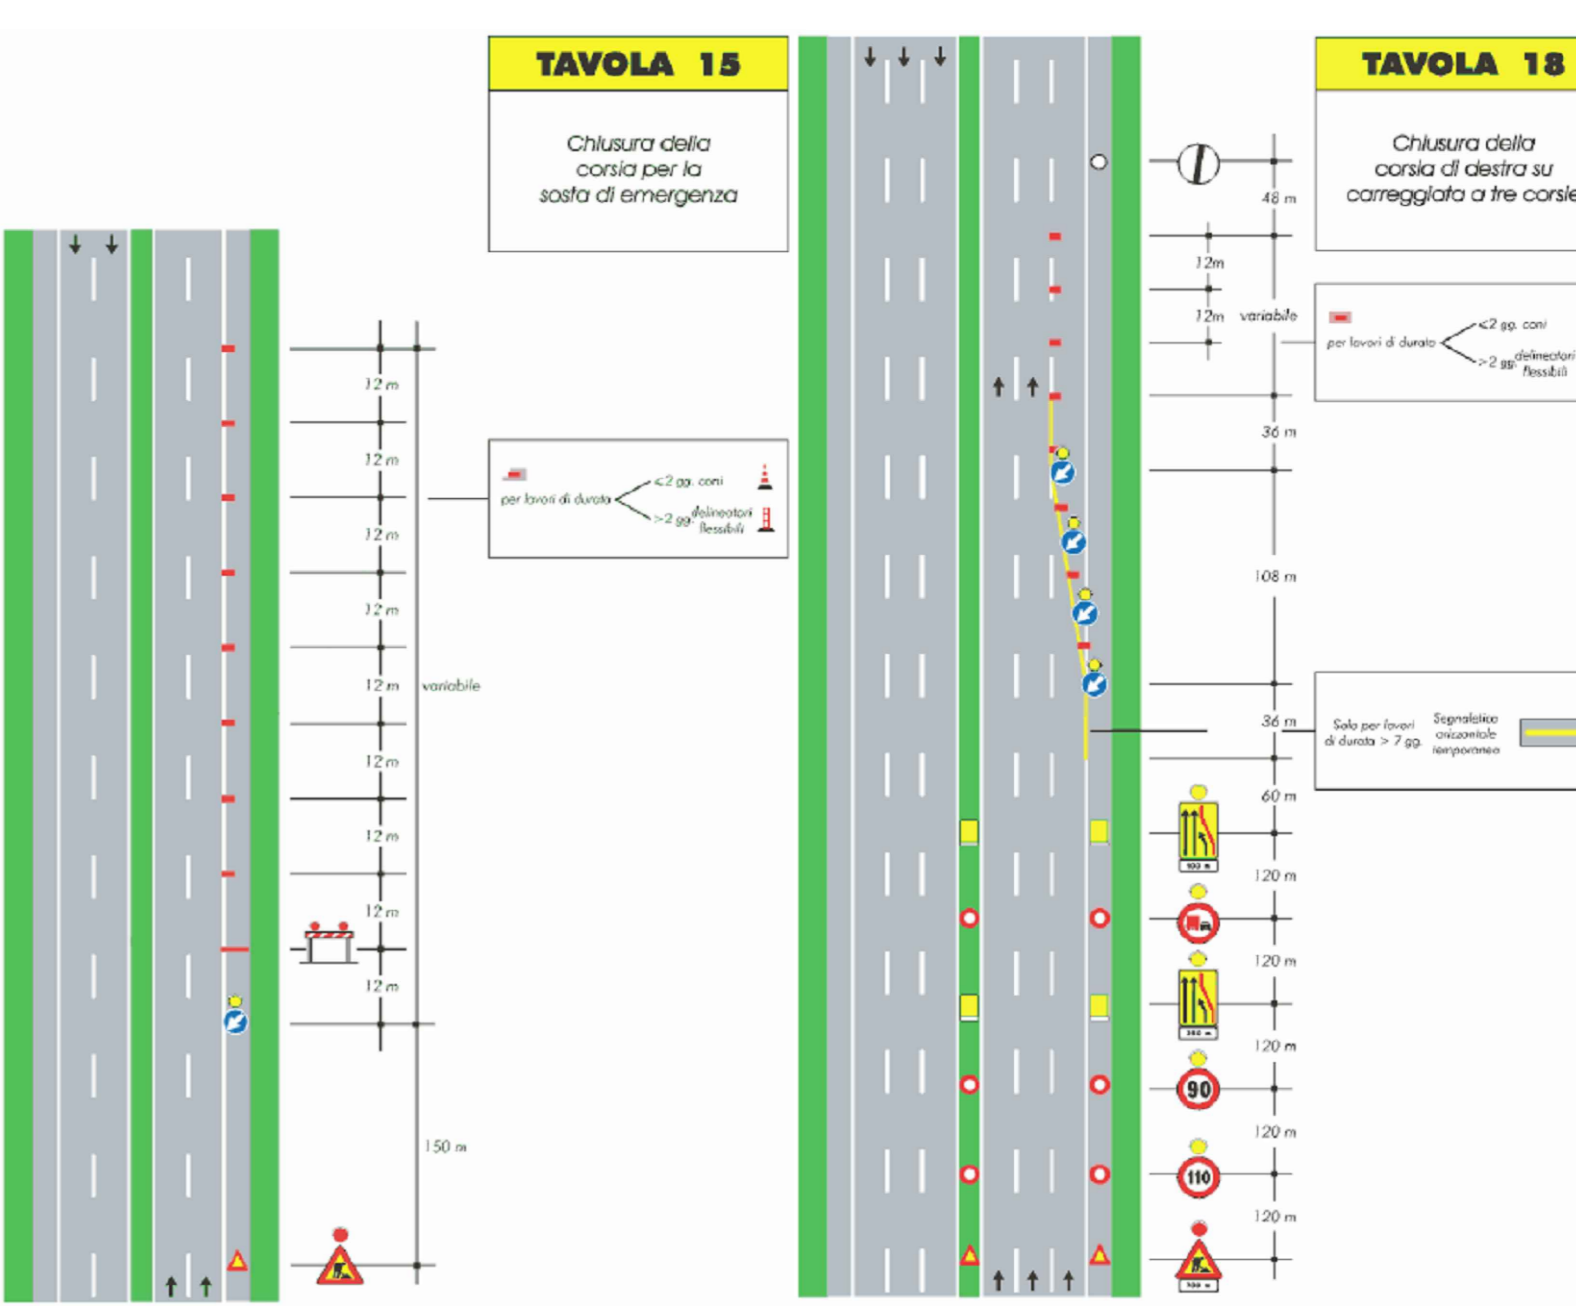 TAVOLA 15
Chiusura della
corsia per la
sosta di emergenza
12 m
12 m
12 m
12 m
12 m
12 m
12 m
12 m
12 m
variabile
150 m
per lavori di durata
≤2 gg. coni
>2 gg. delineatori
flessibili
TAVOLA 18
Chiusura della
corsia di destra su
carreggiata a tre corsie
48 m
12m
12m
variabile
36 m
108 m
36 m
60 m
120 m
120 m
120 m
120 m
120 m
90
110
per lavori di durata
≤2 gg. coni
>2 gg. delineatori
flessibili
Solo per lavori
di durata > 7 gg.
Segnaletica
orizzontale
temporanea